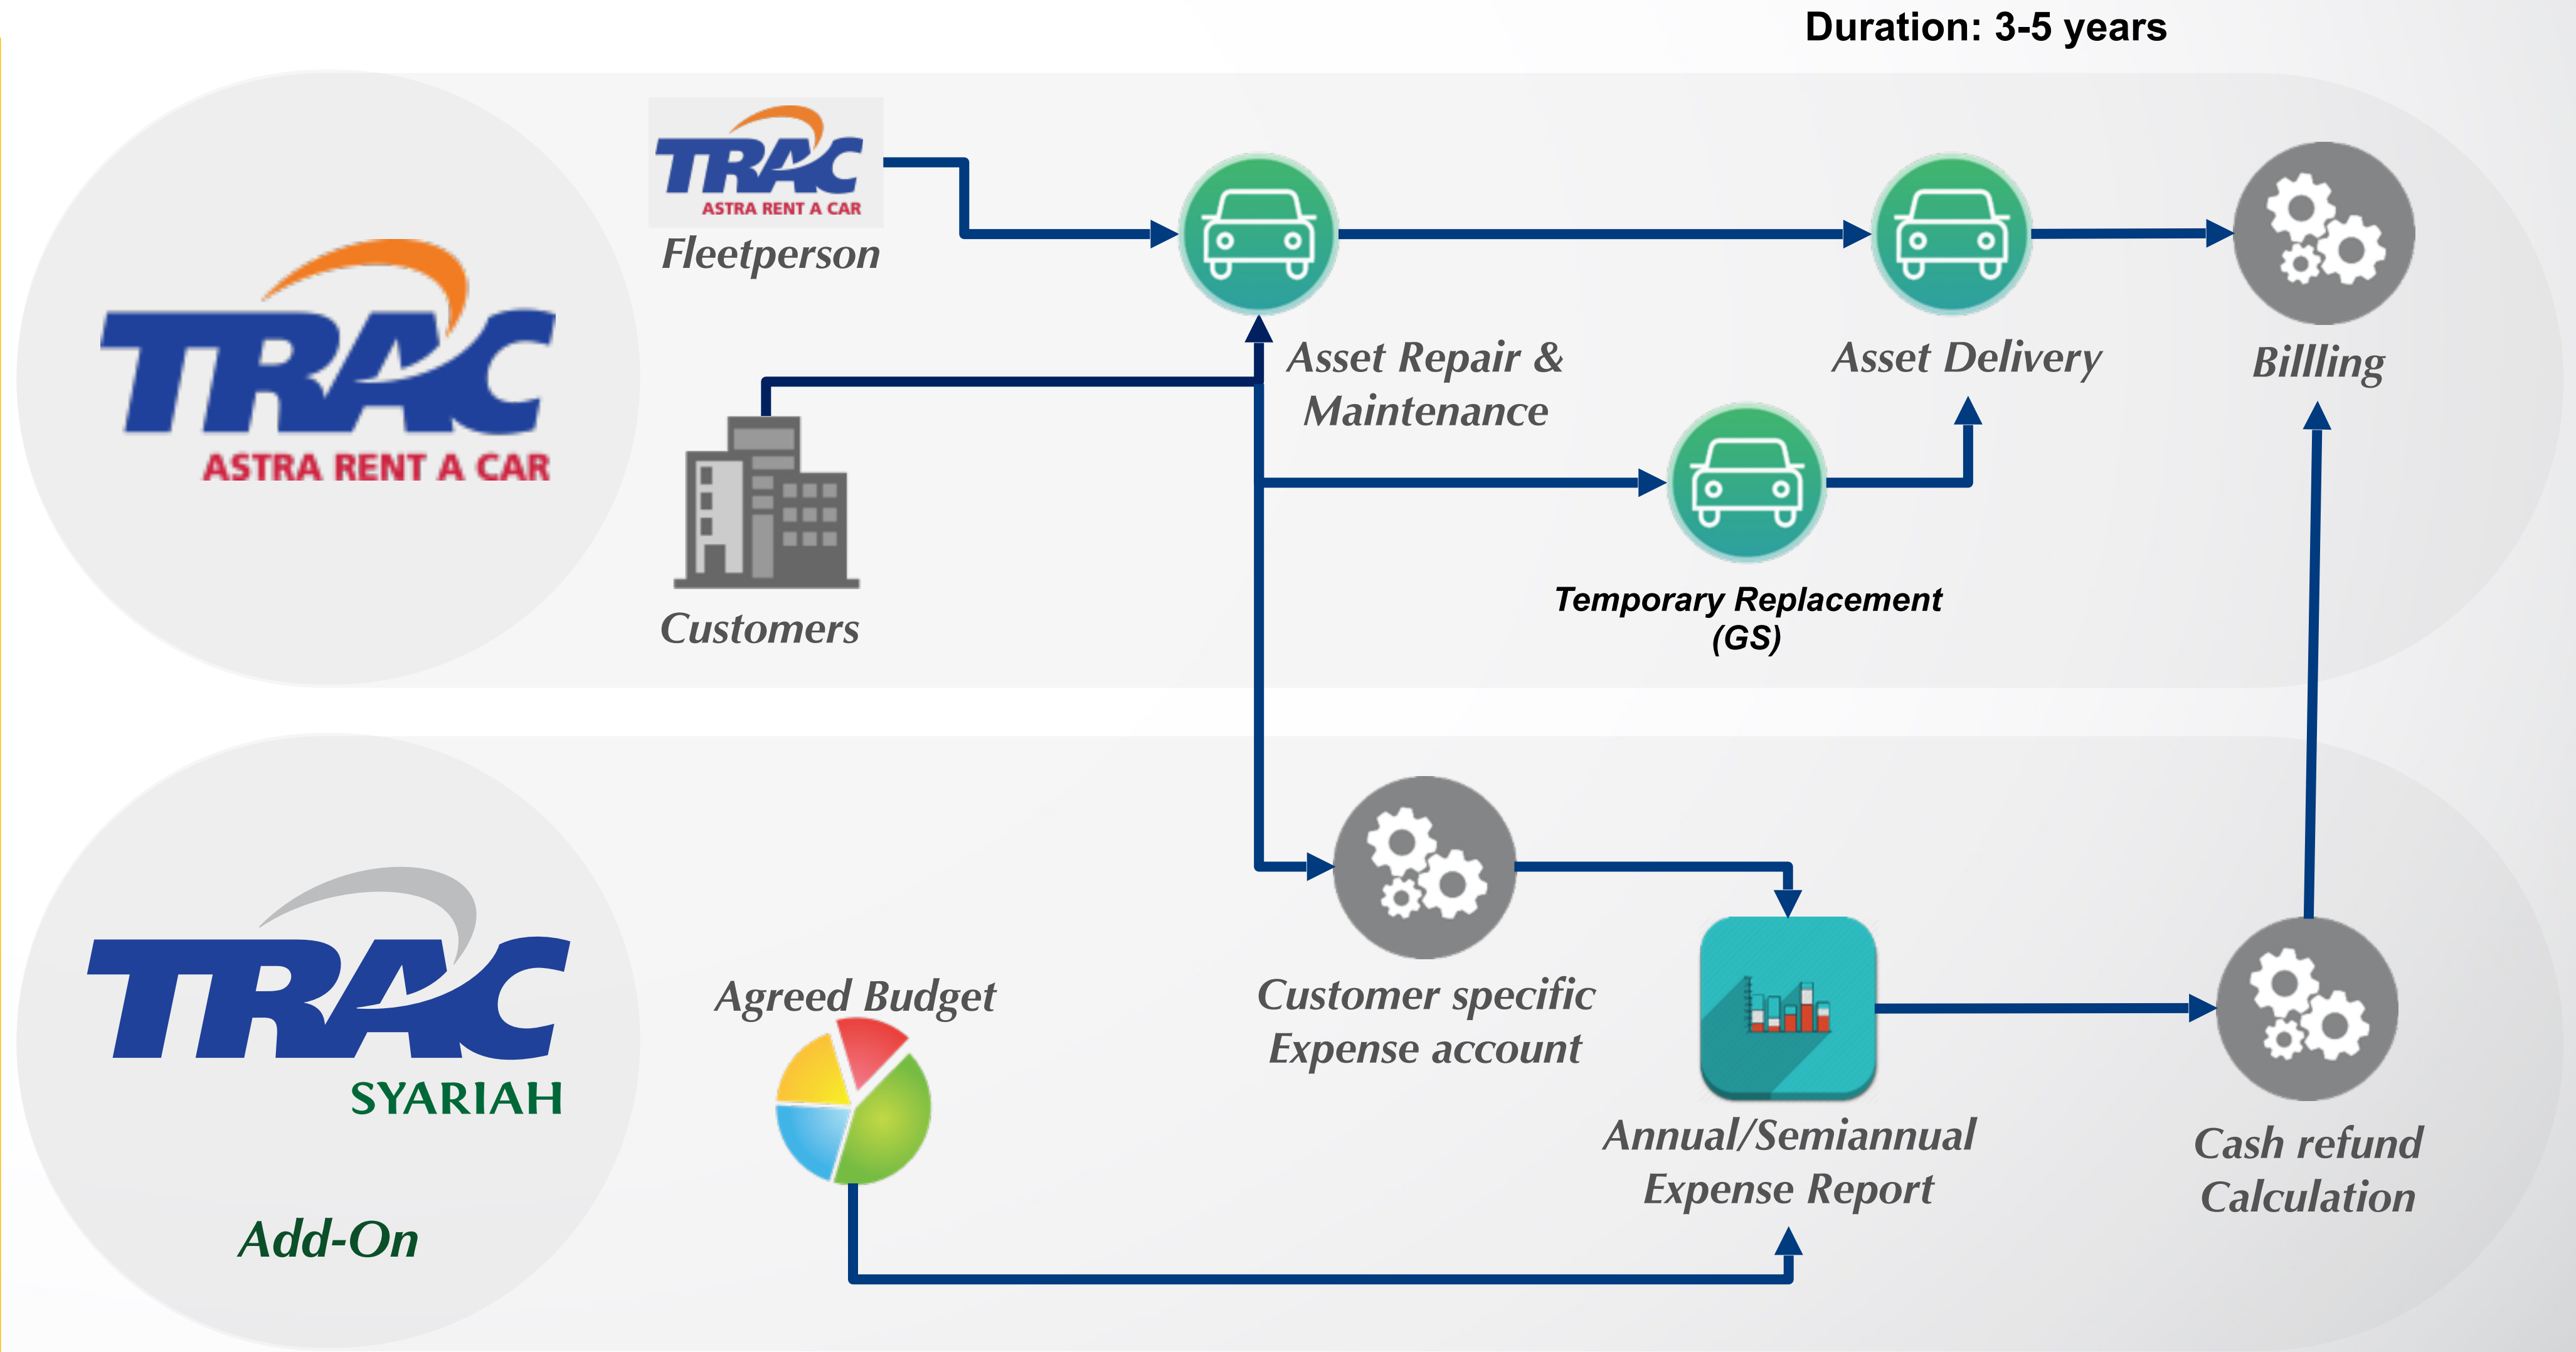 Duration: 3-5 years
TRAC
ASTRA RENT A CAR
Fleetperson
TRAC
ASTRA RENT A CAR
Asset Repair &
Maintenance
Asset Delivery
Billling
Customers
Temporary Replacement
(GS)
TRAC
SYARIAH
Add-On
Agreed Budget
Customer specific
Expense account
Annual/Semiannual
Expense Report
Cash refund
Calculation